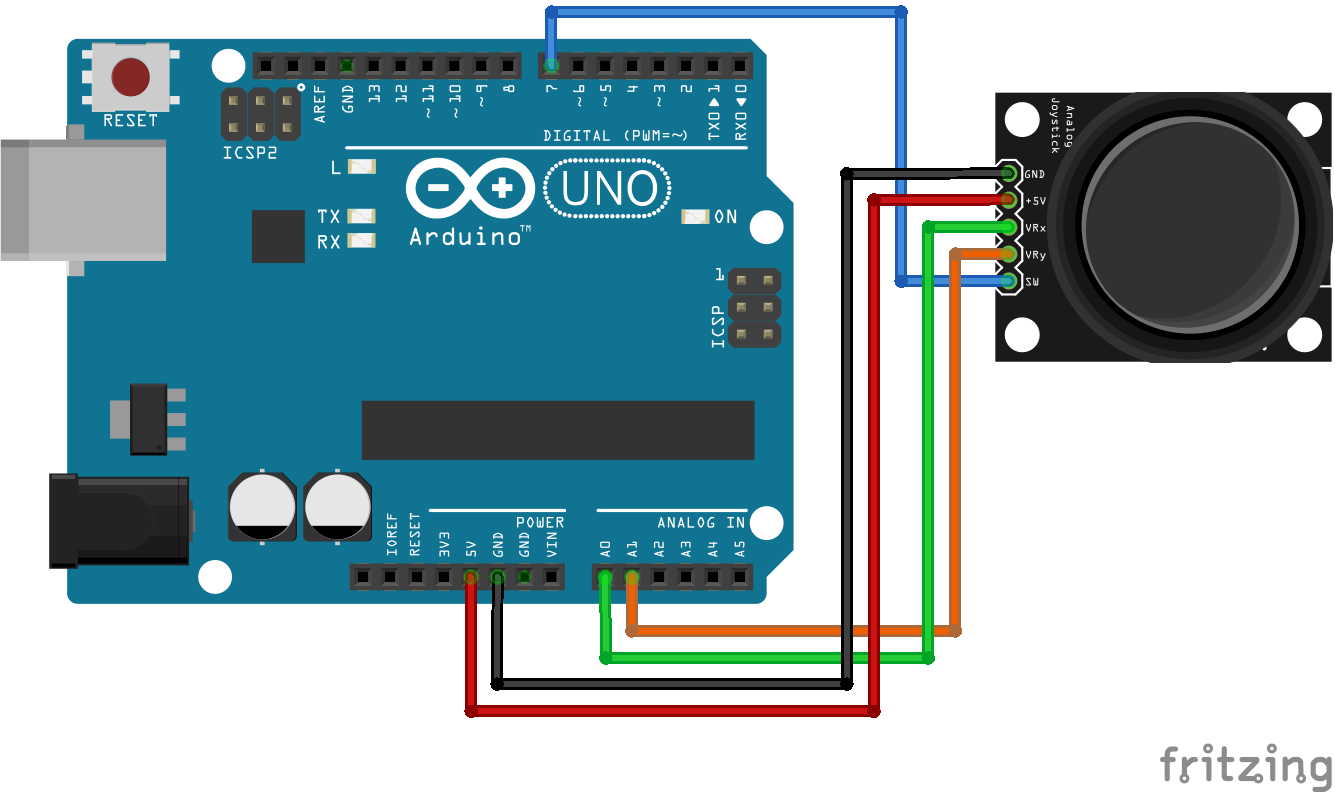 RESET
ICSP2
AREF
GND
13
12
~11
~10
~9
8
7
~6
~5
4
~3
2
TX0▶1
RX0◀0
DIGITAL (PWM=~)
L
TX
RX
UNO
Arduino™
ON
1
ICSP
Analog
Joystick
GND
+5V
VRx
VRy
SW
POWER
ANALOG IN
IOREF
RESET
3V3
5V
GND
GND
VIN
A0
A1
A2
A3
A4
A5
fritzing